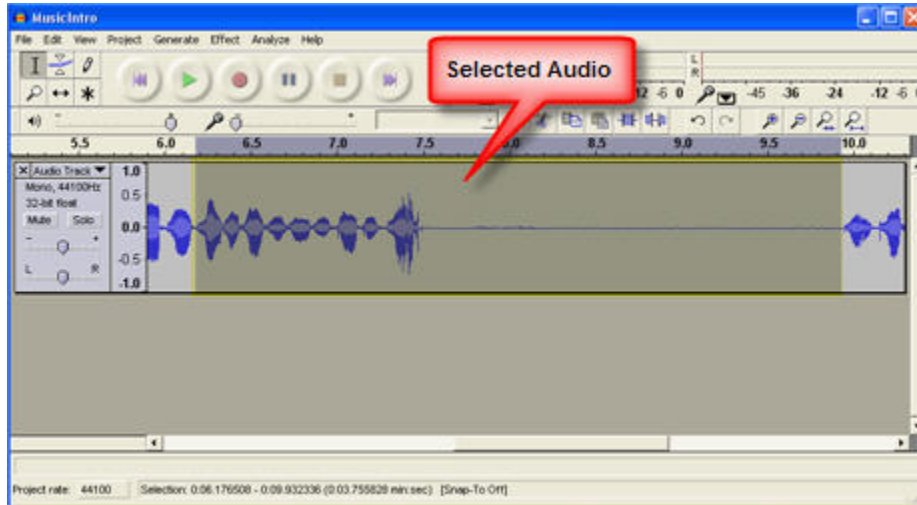 MusicIntro
File Edit View Project Generate Effect Analyze Help
Selected Audio
L
R
12 -6 0 -45 -36 -24 -12 -6
5.5 6.0 6.5 7.0 7.5 8.5 9.0 9.5 10.0
X Audio Track 1.0
Mono, 44100Hz
32-bit float 0.5
Mute Solo
- + 0.0
L R -0.5
-1.0
Project rate: 44100 Selection: 0:06.176508 - 0:09.932336 (0:03.755828 min:sec) [Snap-To Off]